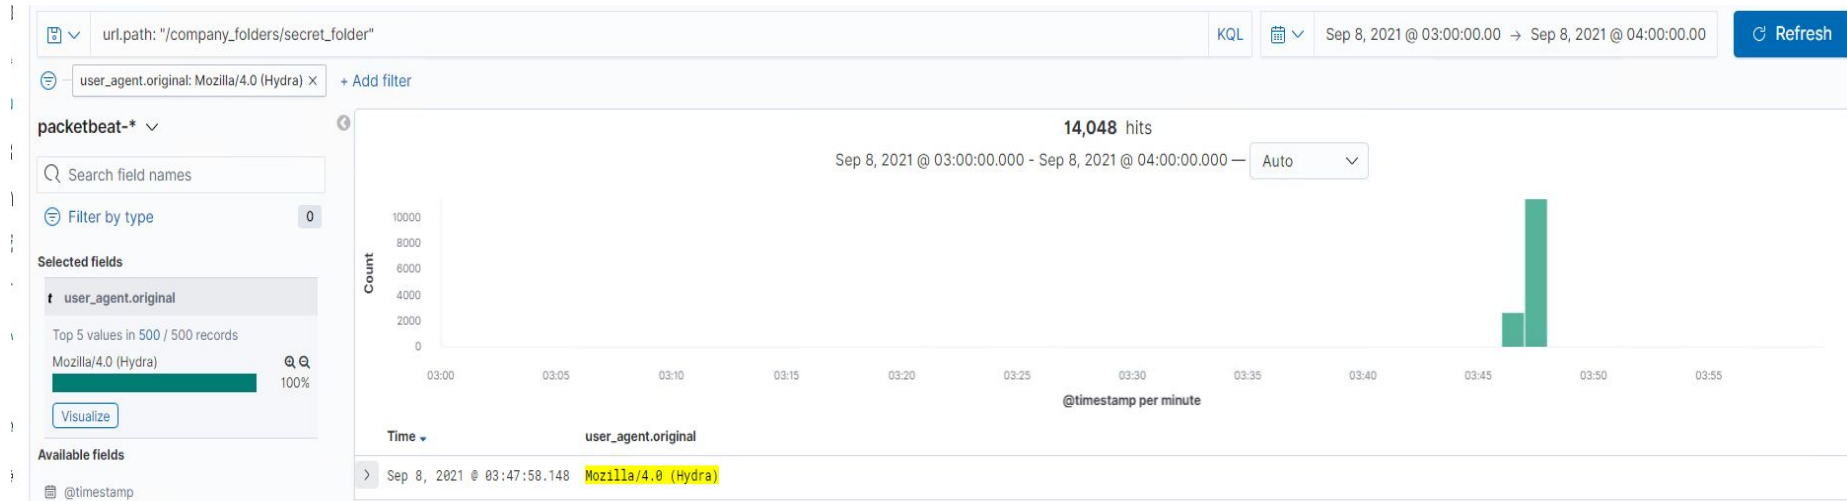 url.path: "/company_folders/secret_folder" KQL Sep 8, 2021 @ 03:00:00.00 → Sep 8, 2021 @ 04:00:00.00 Refresh
user_agent.original: Mozilla/4.0 (Hydra) × + Add filter
packetbeat-*
Search field names
Filter by type 0
Selected fields
t user_agent.original
Top 5 values in 500 / 500 records
Mozilla/4.0 (Hydra)
100%
Visualize
Available fields
@timestamp
14,048 hits
Sep 8, 2021 @ 03:00:00.000 - Sep 8, 2021 @ 04:00:00.000 — Auto
Count
10000
8000
6000
4000
2000
0
03:00 03:05 03:10 03:15 03:20 03:25 03:30 03:35 03:40 03:45 03:50 03:55
@timestamp per minute
Time user_agent.original
> Sep 8, 2021 @ 03:47:58.148 Mozilla/4.0 (Hydra)